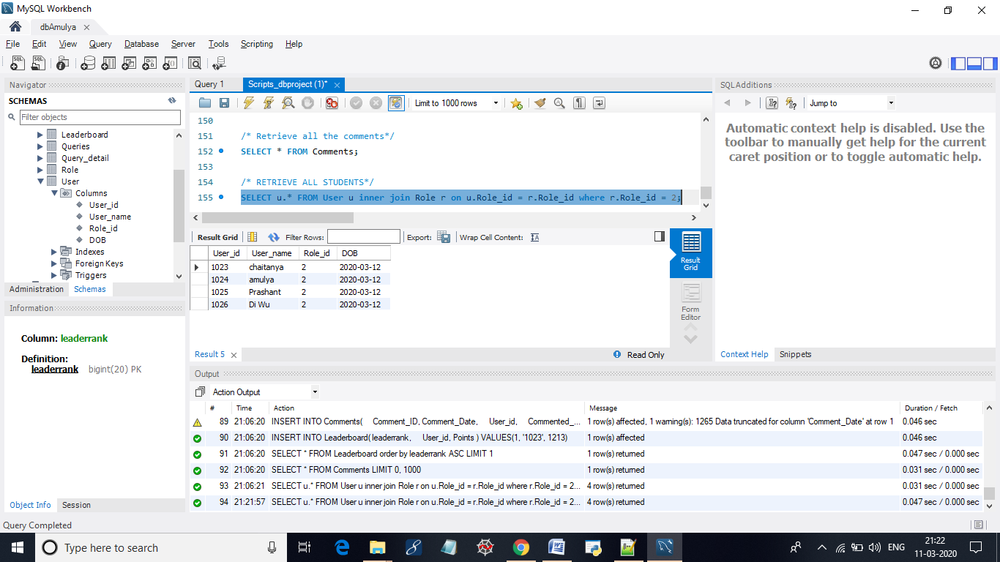 MySQL Workbench
dbAmulya
File Edit View Query Database Server Tools Scripting Help
Navigator
SCHEMAS
Filter objects
Leaderboard
Queries
Query_detail
Role
User
Columns
User_id
User_name
Role_id
DOB
Indexes
Foreign Keys
Triggers
Administration Schemas
Information
Column: leaderrank
Definition:
leaderrank bigint(20) PK
Object Info Session
Query 1 Scripts_dbproject (1)*
Limit to 1000 rows
150
151 /* Retrieve all the comments*/
152 SELECT * FROM Comments;
153
154 /* RETRIEVE ALL STUDENTS*/
155 SELECT u.* FROM User u inner join Role r on u.Role_id = r.Role_id where r.Role_id = 2;
Result Grid Filter Rows: Export: Wrap Cell Content:
User_id User_name Role_id DOB
1023 chaitanya 2 2020-03-12
1024 amulya 2 2020-03-12
1025 Prashant 2 2020-03-12
1026 Di Wu 2 2020-03-12
Result
Grid
Form
Editor
Result 5 Read Only
SQLAdditions
Jump to
Automatic context help is disabled. Use the
toolbar to manually get help for the current
caret position or to toggle automatic help.
Context Help Snippets
Output
Action Output
# Time Action Message Duration / Fetch
89 21:06:20 INSERT INTO Comments( Comment_ID, Comment_Date, User_id, Commented_... 1 row(s) affected, 1 warning(s): 1265 Data truncated for column 'Comment_Date' at row 1 0.046 sec
90 21:06:20 INSERT INTO Leaderboard( leaderrank, User_id, Points ) VALUES(1, '1023', 1213) 1 row(s) affected 0.046 sec
91 21:06:20 SELECT * FROM Leaderboard order by leaderrank ASC LIMIT 1 1 row(s) returned 0.047 sec / 0.000 sec
92 21:06:20 SELECT * FROM Comments LIMIT 0, 1000 1 row(s) returned 0.031 sec / 0.000 sec
93 21:06:21 SELECT u.* FROM User u inner join Role r on u.Role_id = r.Role_id where r.Role_id = 2... 4 row(s) returned 0.031 sec / 0.000 sec
94 21:21:57 SELECT u.* FROM User u inner join Role r on u.Role_id = r.Role_id where r.Role_id = 2... 4 row(s) returned 0.047 sec / 0.000 sec
Query Completed
Type here to search
ENG
21:22
11-03-2020